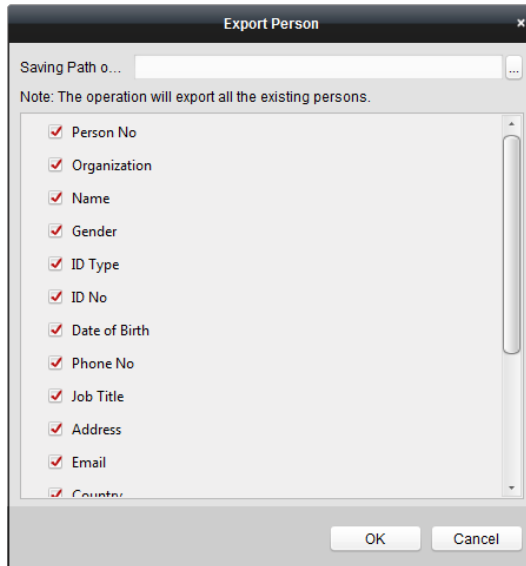 Export Person
×
Saving Path o...
...
Note: The operation will export all the existing persons.
Person No
Organization
Name
Gender
ID Type
ID No
Date of Birth
Phone No
Job Title
Address
Email
Country
OK Cancel